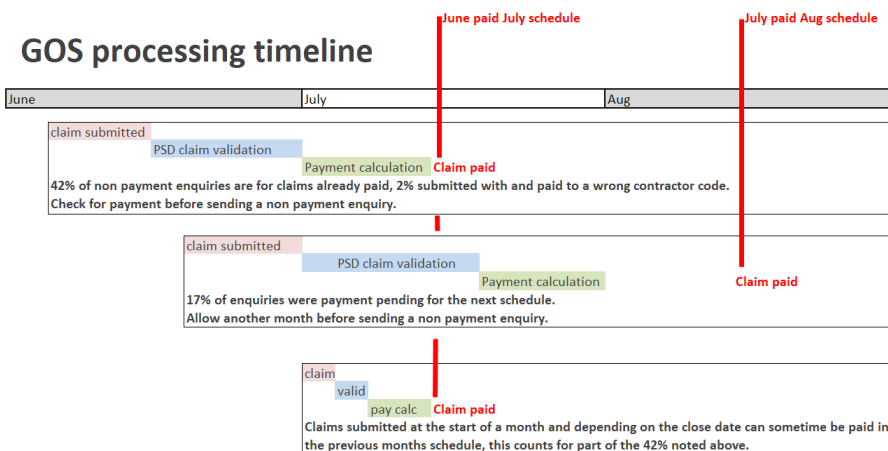 June paid July schedule
July paid Aug schedule
GOS processing timeline
June
July
Aug
claim submitted
PSD claim validation
Payment calculation
Claim paid
42% of non payment enquiries are for claims already paid, 2% submitted with and paid to a wrong contractor code.
Check for payment before sending a non payment enquiry.
claim submitted
PSD claim validation
Payment calculation
Claim paid
17% of enquiries were payment pending for the next schedule.
Allow another month before sending a non payment enquiry.
claim
valid
pay calc
Claim paid
Claims submitted at the start of a month and depending on the close date can sometime be paid in
the previous months schedule, this counts for part of the 42% noted above.